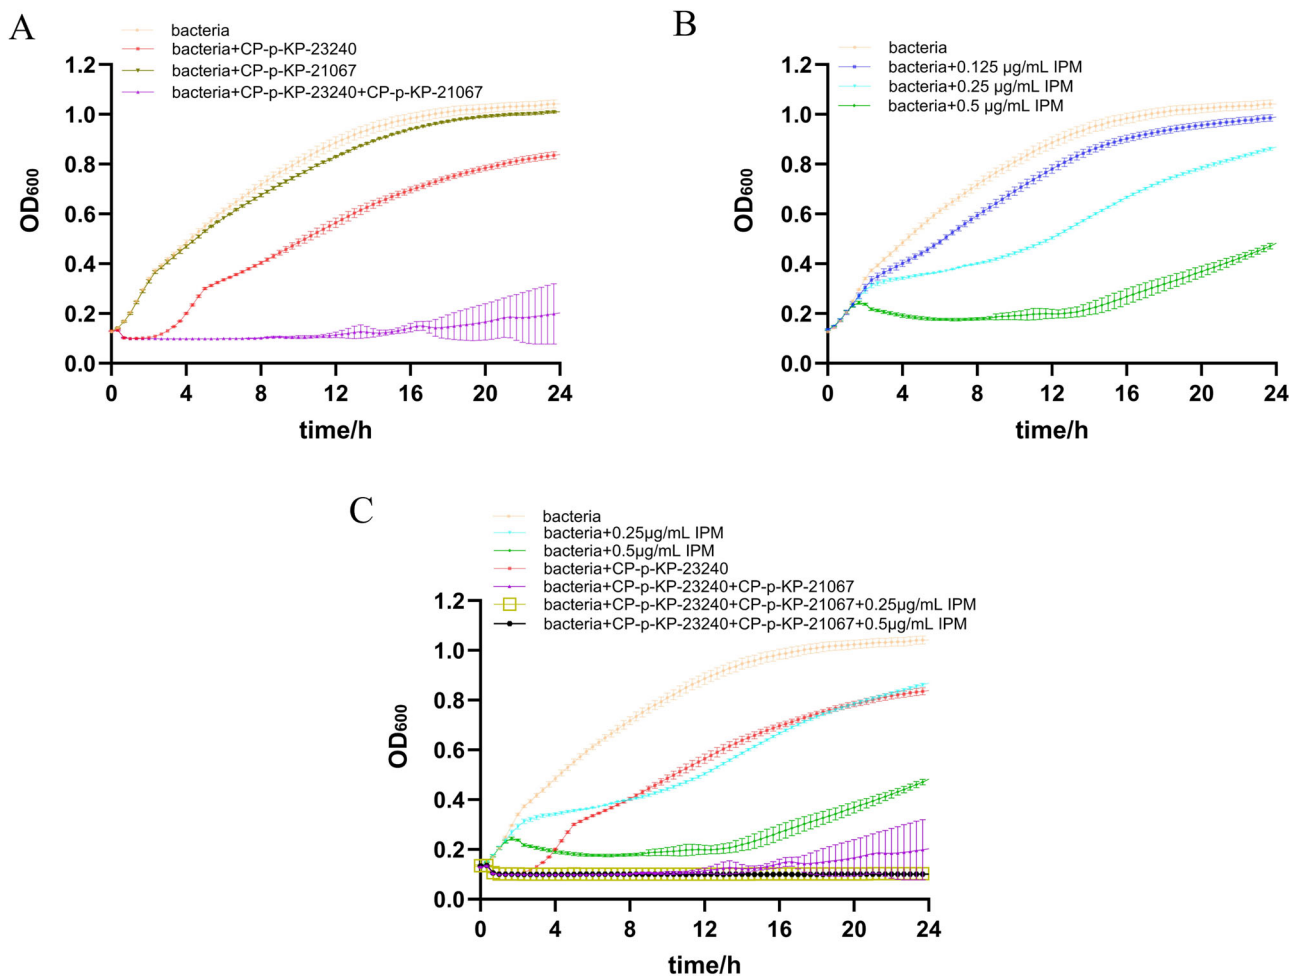 A
bacteria
bacteria+CP-p-KP-23240
bacteria+CP-p-KP-21067
bacteria+CP-p-KP-23240+CP-p-KP-21067
1.2
1.0
0.8
0.6
0.4
0.2
0.0
OD600
0 4 8 12 16 20 24
time/h
B
bacteria
bacteria+0.125 µg/mL IPM
bacteria+0.25 µg/mL IPM
bacteria+0.5 µg/mL IPM
1.2
1.0
0.8
0.6
0.4
0.2
0.0
OD600
0 4 8 12 16 20 24
time/h
C
bacteria
bacteria+0.25µg/mL IPM
bacteria+0.5µg/mL IPM
bacteria+CP-p-KP-23240
bacteria+CP-p-KP-23240+CP-p-KP-21067
bacteria+CP-p-KP-23240+CP-p-KP-21067+0.25µg/mL IPM
bacteria+CP-p-KP-23240+CP-p-KP-21067+0.5µg/mL IPM
1.2
1.0
0.8
0.6
0.4
0.2
0.0
OD600
0 4 8 12 16 20 24
time/h